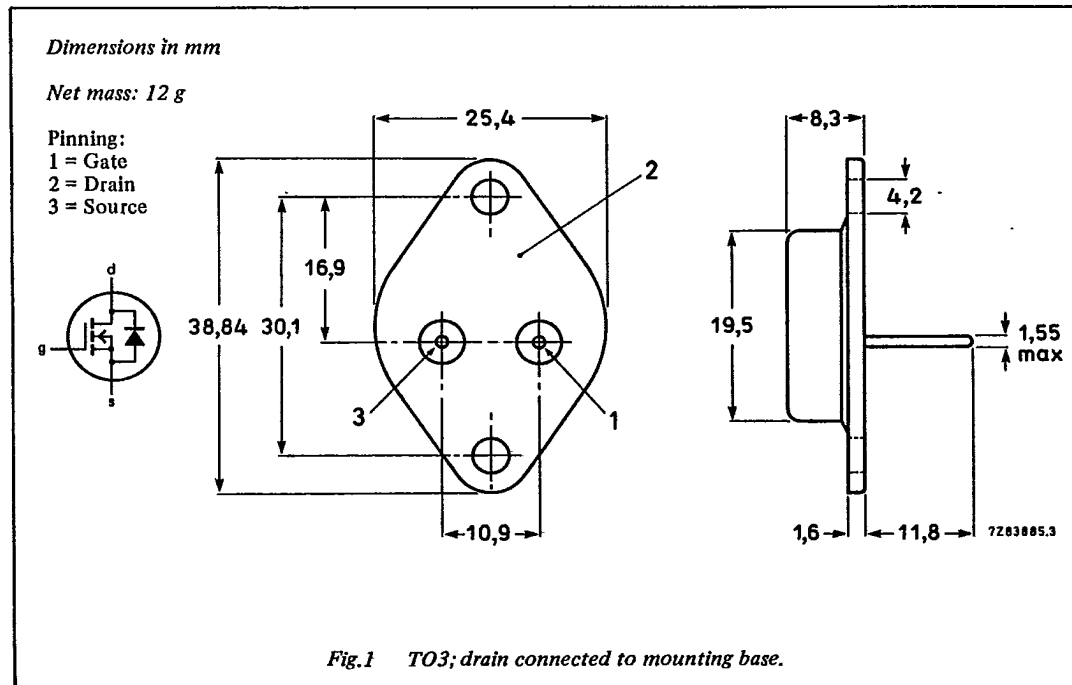 Dimensions in mm
Net mass: 12 g
Pinning:
1 = Gate
2 = Drain
3 = Source
d
g
s
25,4
2
16,9
38,84
30,1
3
1
10,9
8,3
4,2
19,5
1,55
max
1,6
11,8
7Z83885.3
Fig.1 TO3; drain connected to mounting base.